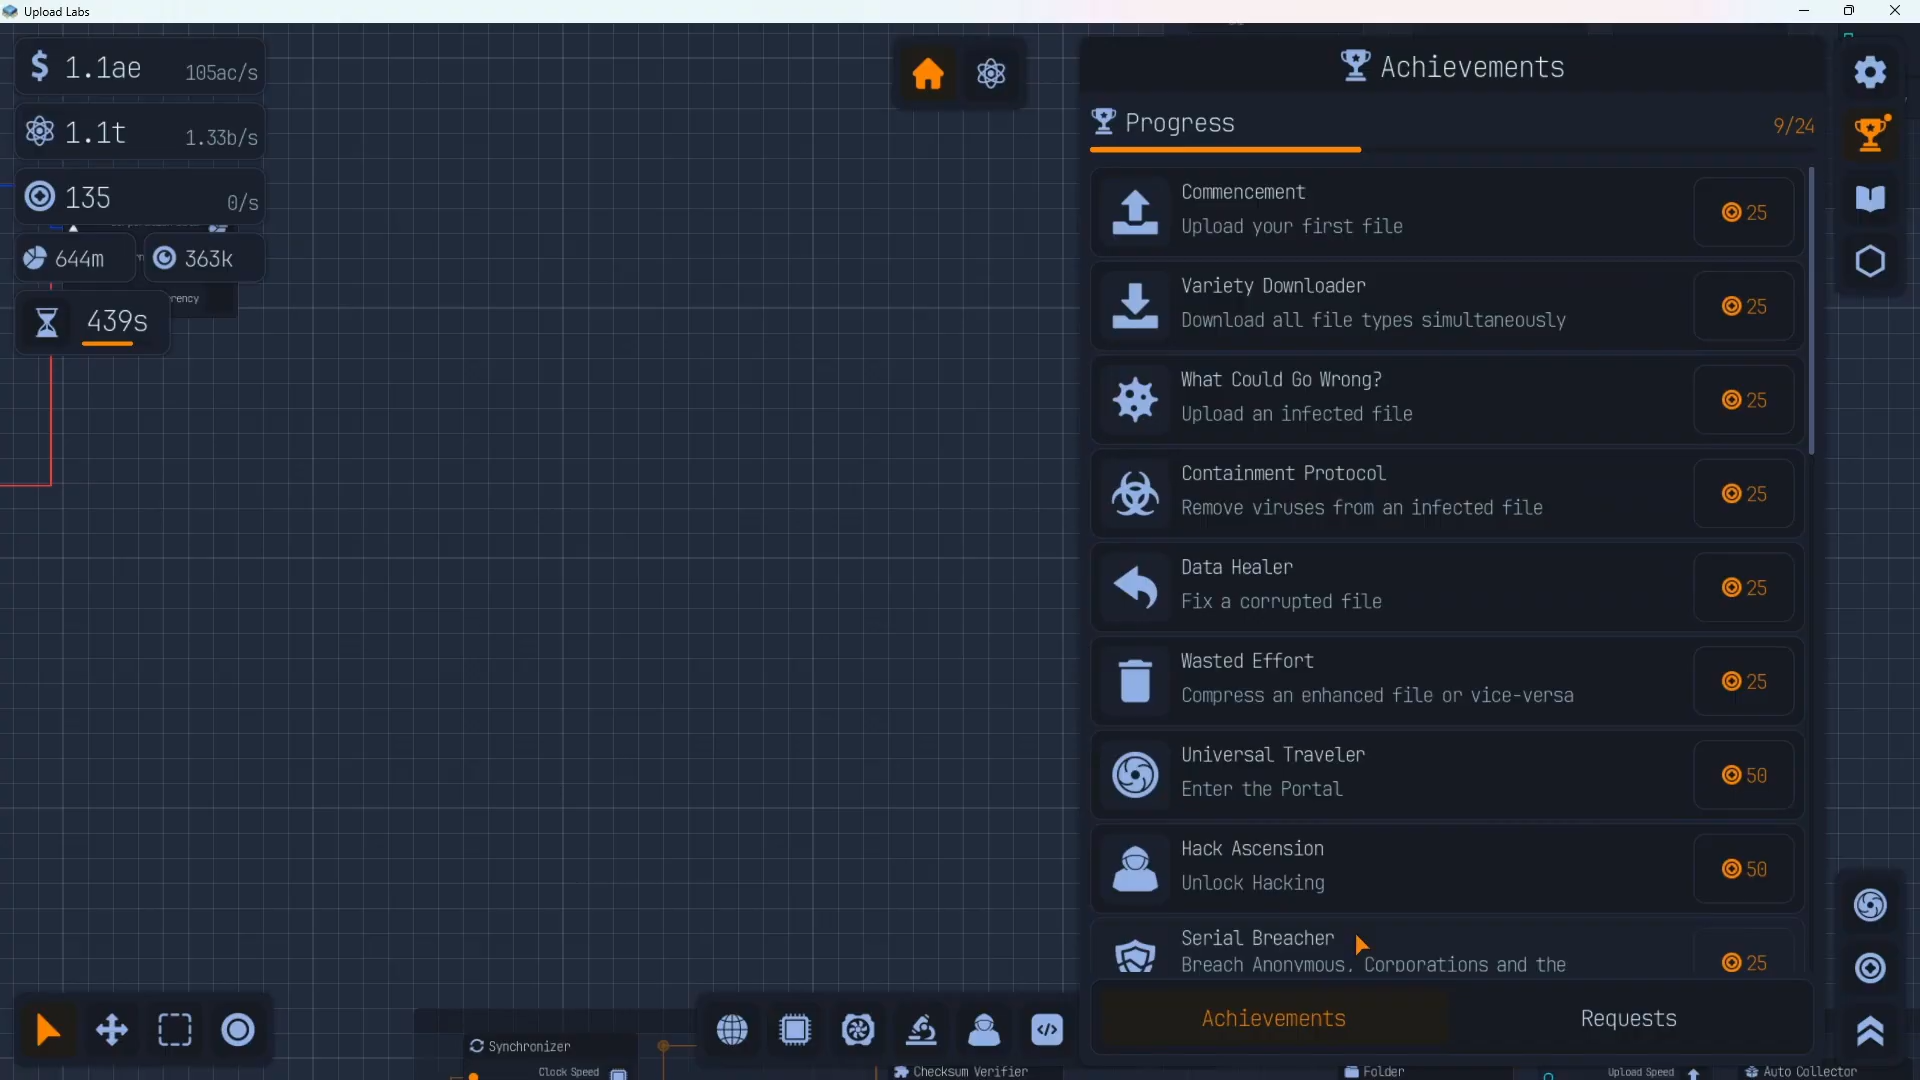 Upload Labs
$ 1.1ae 105ac/s
1.1t 1.33b/s
135 0/s
644m 363k
rency
439s
Achievements
Progress 9/24
Commencement
Upload your first file
25
Variety Downloader
Download all file types simultaneously
25
What Could Go Wrong?
Upload an infected file
25
Containment Protocol
Remove viruses from an infected file
25
Data Healer
Fix a corrupted file
25
Wasted Effort
Compress an enhanced file or vice-versa
25
Universal Traveler
Enter the Portal
50
Hack Ascension
Unlock Hacking
50
Serial Breacher
Breach Anonymous, Corporations and the
25
Achievements Requests
Synchronizer
Clock Speed
Checksum Verifier
Folder
Upload Speed
Auto Collector